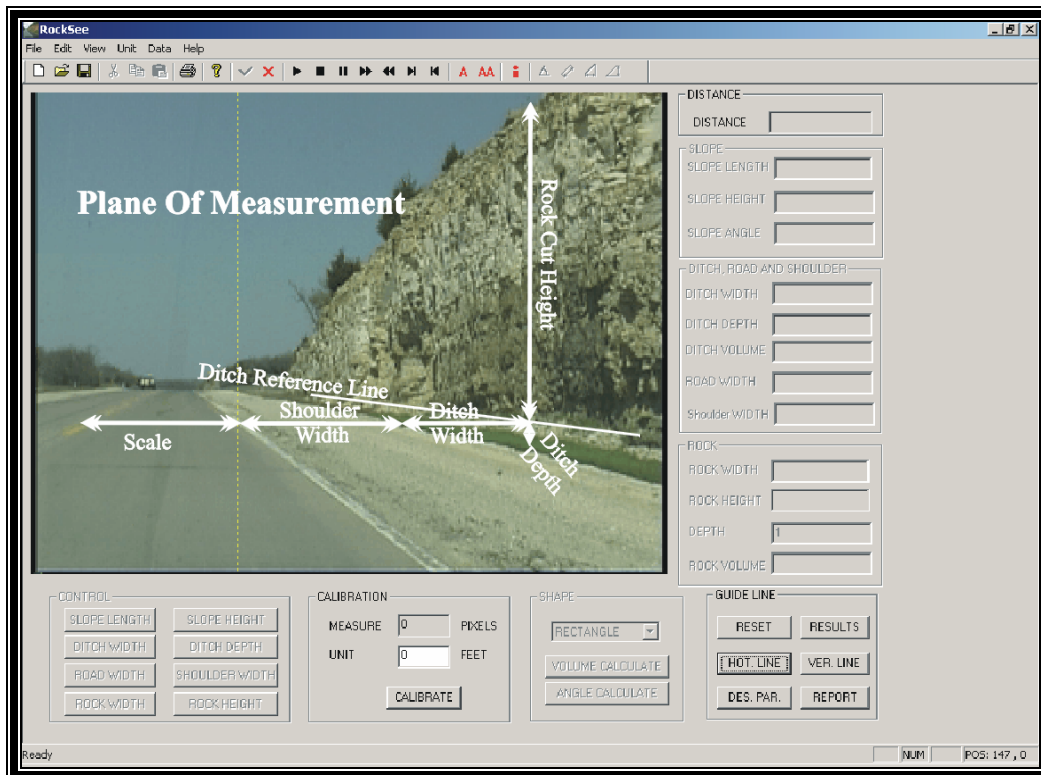 RockSee
File Edit View Unit Data Help
A AA
Plane Of Measurement
Rock Cut Height
Ditch Reference Line
Scale
Shoulder
Width
Ditch
Width
Ditch
Depth
DISTANCE
DISTANCE
SLOPE
SLOPE LENGTH
SLOPE HEIGHT
SLOPE ANGLE
DITCH, ROAD AND SHOULDER
DITCH WIDTH
DITCH DEPTH
DITCH VOLUME
ROAD WIDTH
Shoulder WIDTH
ROCK
ROCK WIDTH
ROCK HEIGHT
DEPTH 1
ROCK VOLUME
CONTROL
SLOPE LENGTH SLOPE HEIGHT
DITCH WIDTH DITCH DEPTH
ROAD WIDTH SHOULDER WIDTH
ROCK WIDTH ROCK HEIGHT
CALIBRATION
MEASURE 0 PIXELS
UNIT 0 FEET
CALIBRATE
SHAPE
RECTANGLE
VOLUME CALCULATE
ANGLE CALCULATE
GUIDE LINE
RESET RESULTS
HOT. LINE VER. LINE
DES. PAR. REPORT
Ready NUM POS: 147 , 0